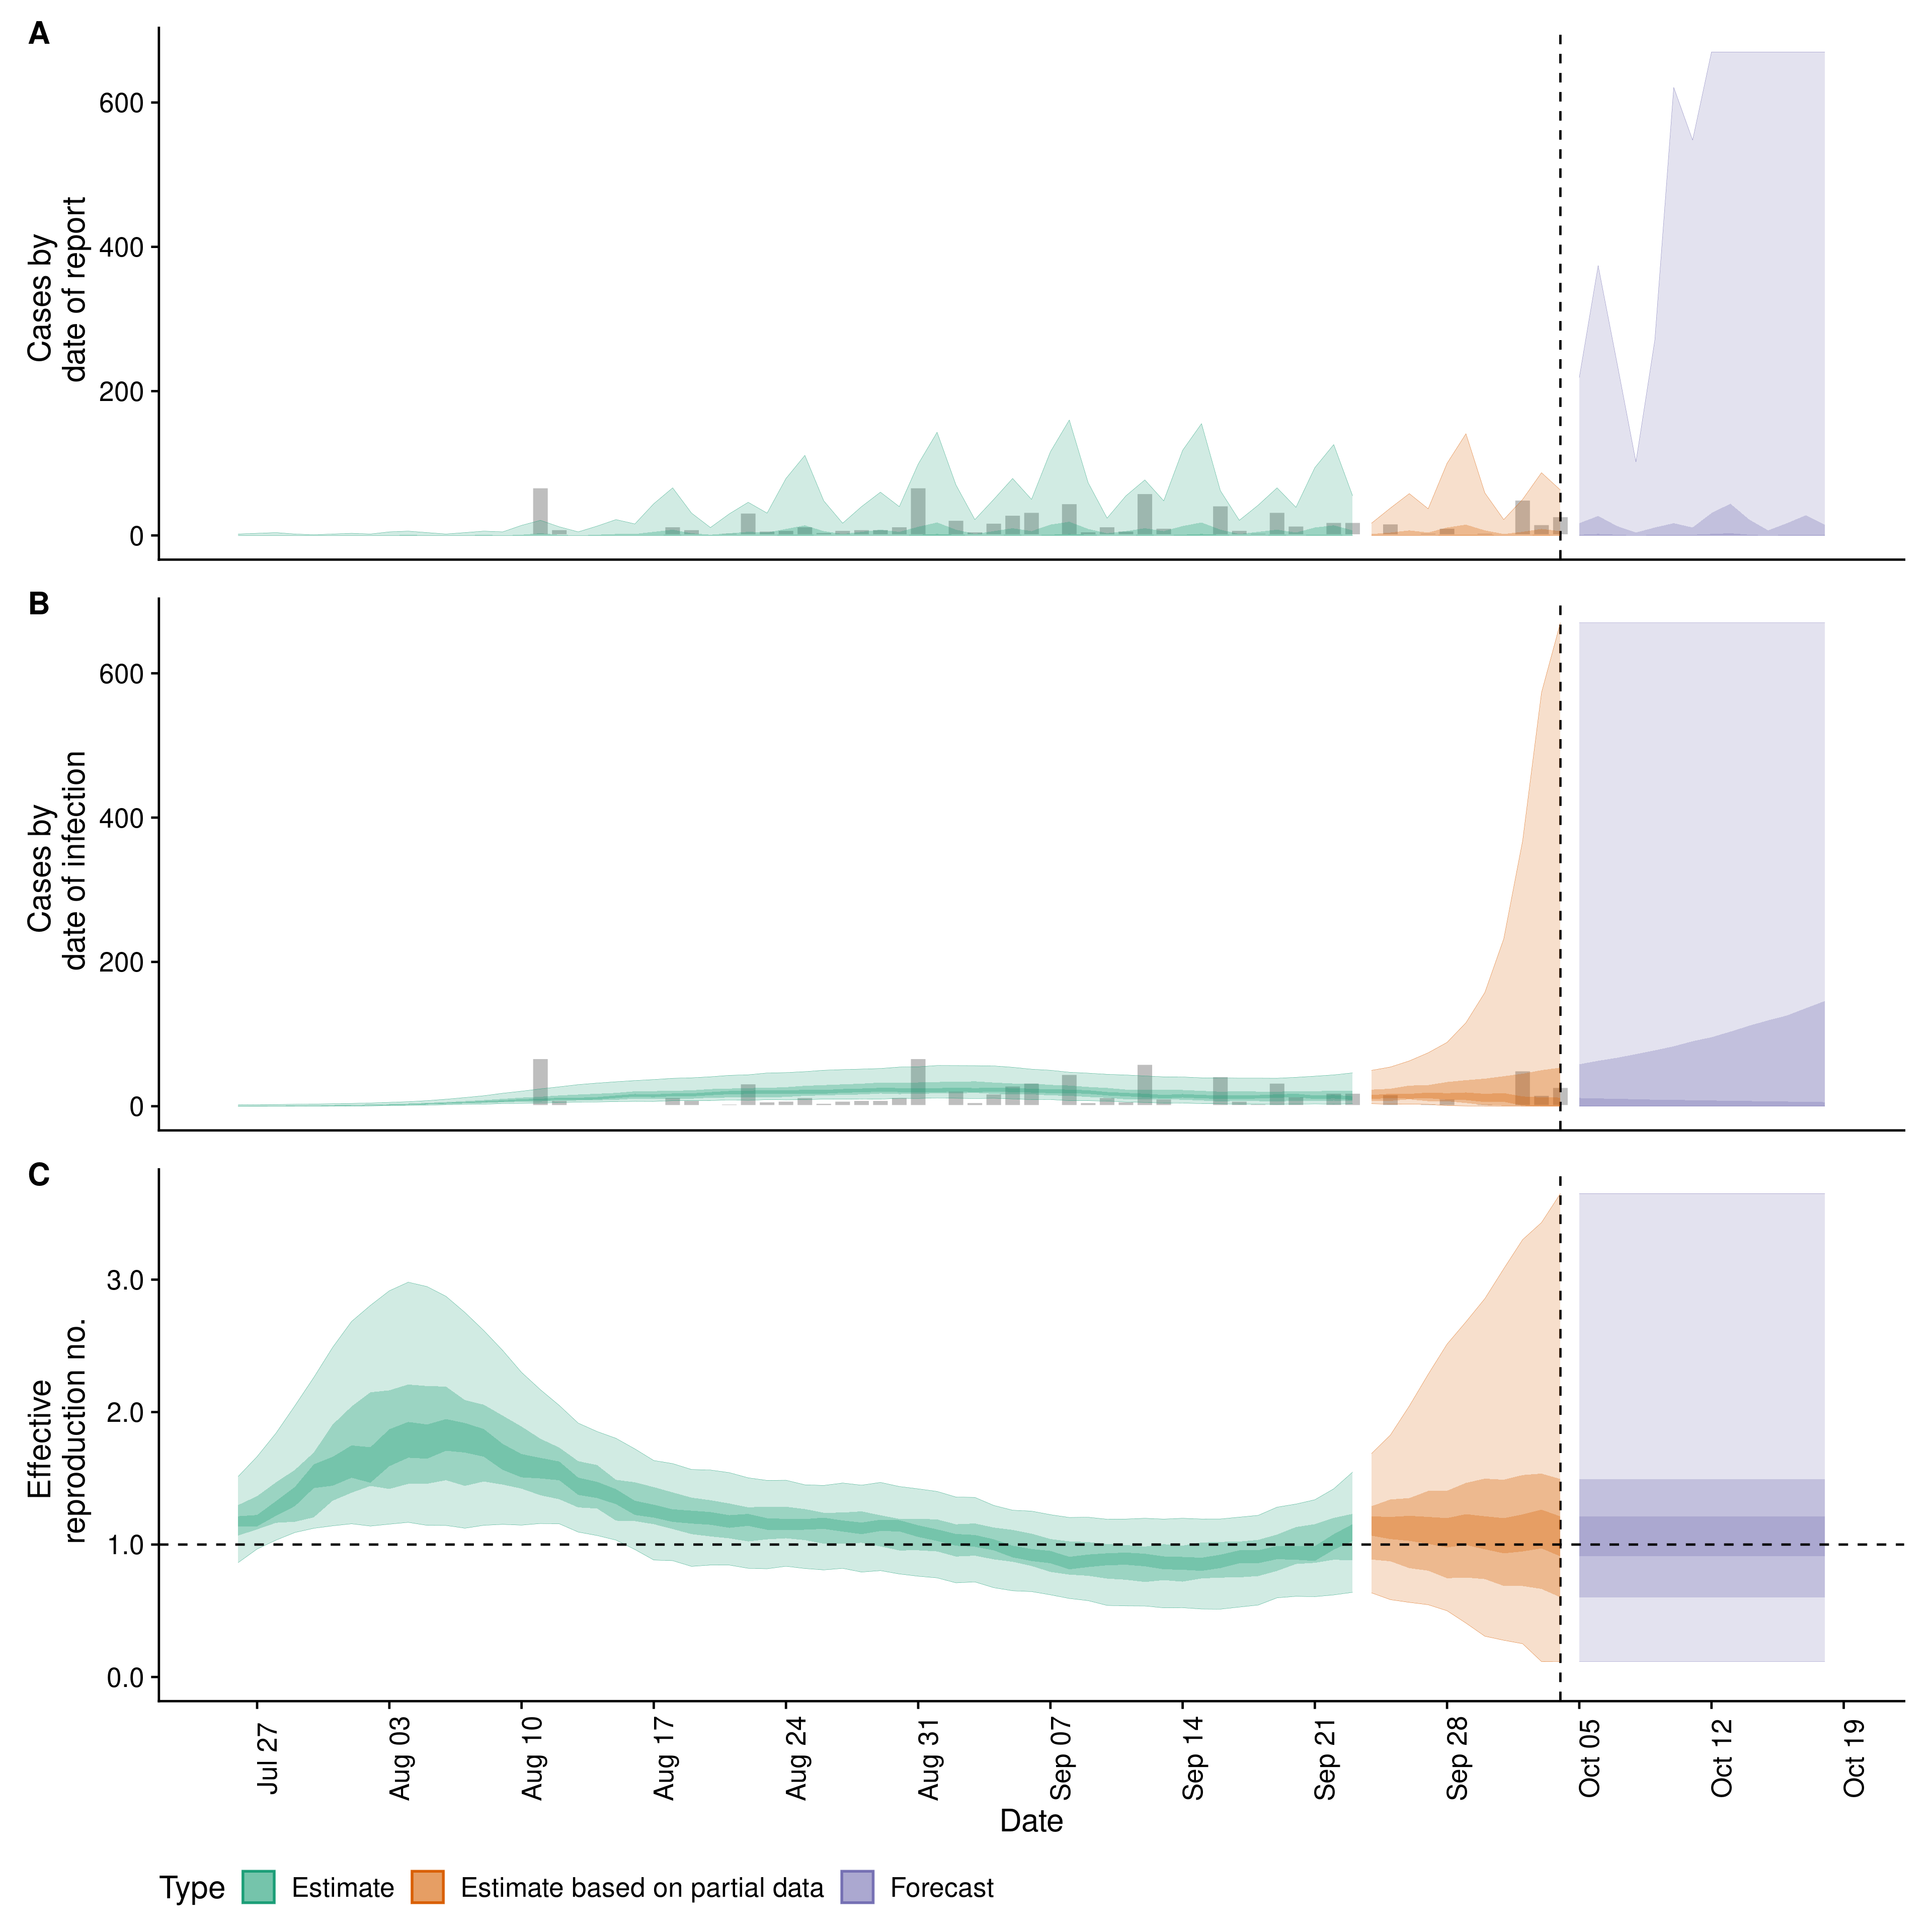 A
Cases by
date of report
600
400
200
0
B
Cases by
date of infection
600
400
200
0
C
Effective
reproduction no.
3.0
2.0
1.0
0.0
Jul 27
Aug 03
Aug 10
Aug 17
Aug 24
Aug 31
Sep 07
Sep 14
Sep 21
Sep 28
Oct 05
Oct 12
Oct 19
Date
Type Estimate Estimate based on partial data Forecast